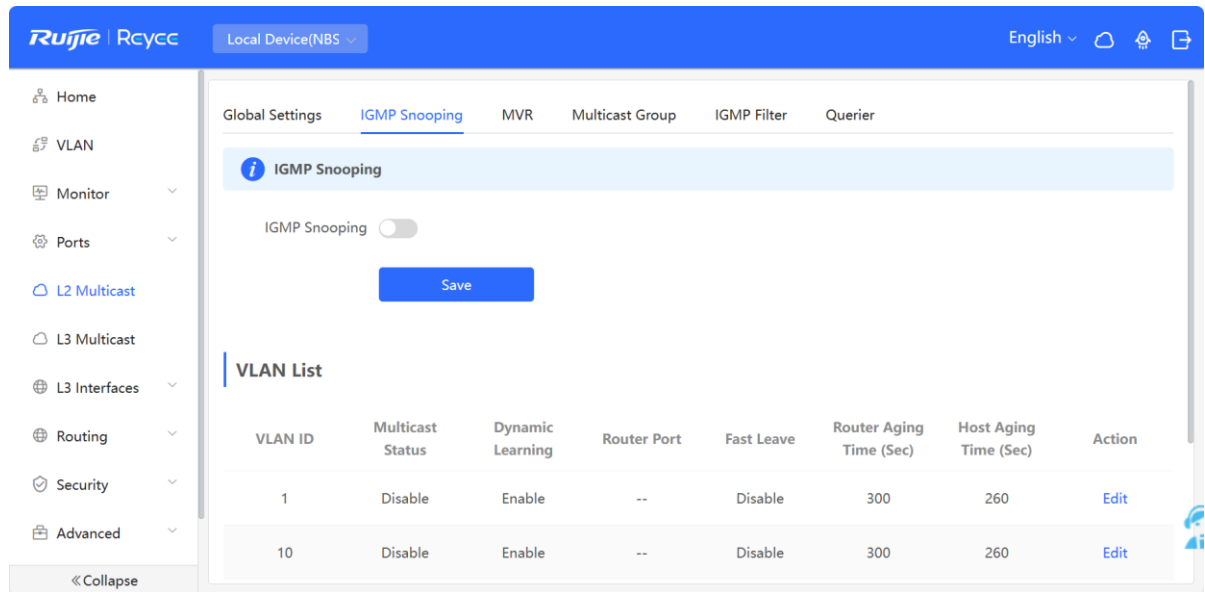 Ruijie | Reyee
Local Device(NBS
English
Home
VLAN
Monitor
Ports
L2 Multicast
L3 Multicast
L3 Interfaces
Routing
Security
Advanced
«Collapse
Global Settings IGMP Snooping MVR Multicast Group IGMP Filter Querier
i IGMP Snooping
IGMP Snooping
Save
VLAN List
VLAN ID Multicast Status Dynamic Learning Router Port Fast Leave Router Aging Time (Sec) Host Aging Time (Sec) Action
1 Disable Enable -- Disable 300 260 Edit
10 Disable Enable -- Disable 300 260 Edit